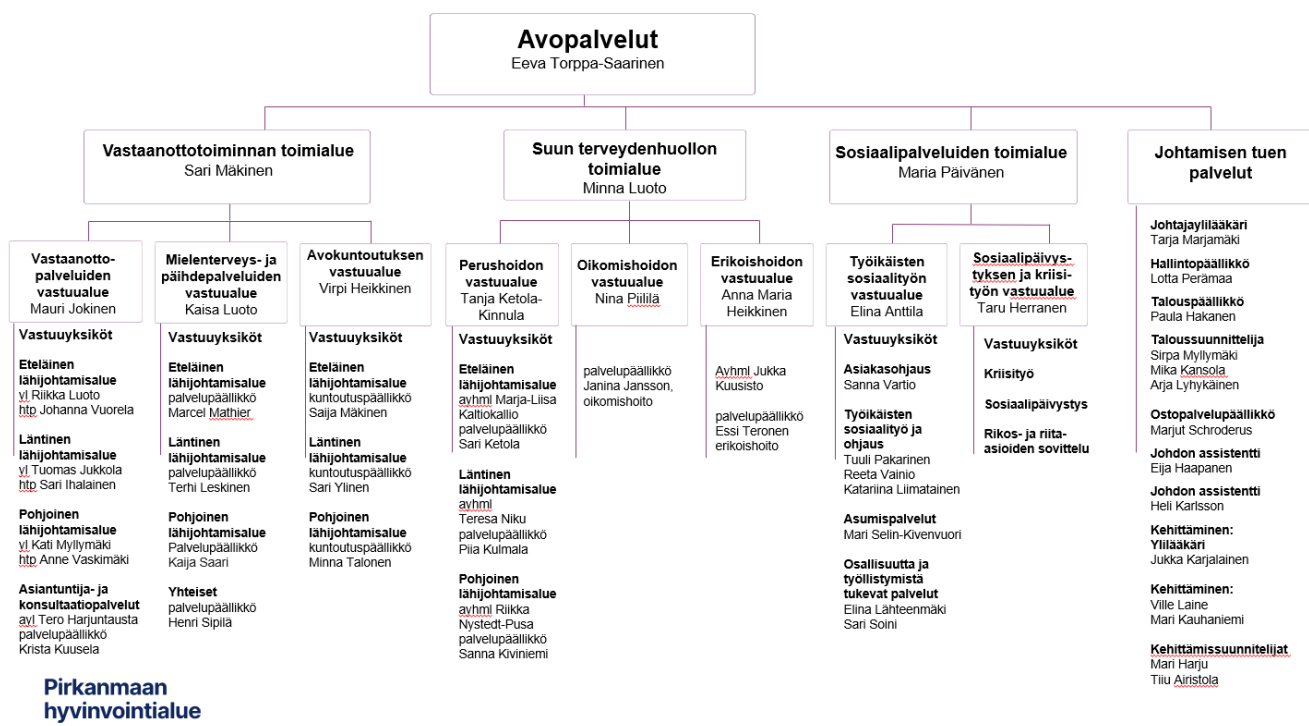 Avopalvelut
Eeva Torppa-Saarinen
Vastaanottotoiminnan toimialue
Sari Mäkinen
Suun terveydenhuollon
toimialue
Minna Luoto
Sosiaalipalveluiden toimialue
Maria Päivänen
Johtamisen tuen
palvelut
Vastaanotto-
palveluiden
vastuualue
Mauri Jokinen
Vastuuyksiköt
Eteläinen
lähijohtamisalue
yl Riikka Luoto
htp Johanna Vuorela
Läntinen
lähijohtamisalue
yl Tuomas Jukkola
htp Sari Ihalainen
Pohjoinen
lähijohtamisalue
yl Kati Myllymäki
htp Anne Vaskimäki
Asiantuntija- ja
konsultaatiopalvelut
ayl Tero Harjuntausta
palvelupäällikkö
Krista Kuusela
Mielenterveys- ja
päihdepalveluiden
vastuualue
Kaisa Luoto
Vastuuyksiköt
Eteläinen
lähijohtamisalue
palvelupäällikkö
Marcel Mathier
Läntinen
lähijohtamisalue
palvelupäällikkö
Terhi Leskinen
Pohjoinen
lähijohtamisalue
Palvelupäällikkö
Kaija Saari
Yhteiset
palvelupäällikkö
Henri Sipilä
Avokuntoutuksen
vastuualue
Virpi Heikkinen
Vastuuyksiköt
Eteläinen
lähijohtamisalue
kuntoutuspäällikkö
Saija Mäkinen
Läntinen
lähijohtamisalue
kuntoutuspäällikkö
Sari Ylinen
Pohjoinen
lähijohtamisalue
kuntoutuspäällikkö
Minna Talonen
Perushoidon
vastuualue
Tanja Ketola-
Kinnula
Vastuuyksiköt
Eteläinen
lähijohtamisalue
ayhml Marja-Liisa
Kaltiokallio
palvelupäällikkö
Sari Ketola
Läntinen
lähijohtamisalue
ayhml
Teresa Niku
palvelupäällikkö
Piia Kulmala
Pohjoinen
lähijohtamisalue
ayhml Riikka
Nystedt-Pusa
palvelupäällikkö
Sanna Kiviniemi
Oikomishoidon
vastuualue
Nina Piililä
palvelupäällikkö
Janina Jansson,
oikomishoito
Erikoishoidon
vastuualue
Anna Maria
Heikkinen
Ayhml Jukka
Kuusisto
palvelupäällikkö
Essi Teronen
erikoishoito
Työikäisten
sosiaalityön
vastuualue
Elina Anttila
Vastuuyksiköt
Asiakasohjaus
Sanna Vartio
Työikäisten
sosiaalityö ja
ohjaus
Tuuli Pakarinen
Reeta Vainio
Katariina Liimatainen
Asumispalvelut
Mari Selin-Kivenvuori
Osallisuutta ja
työllistymistä
tukevat palvelut
Elina Lähteenmäki
Sari Soini
Sosiaalipäivys-
tyksen ja kriisi-
työn vastuualue
Taru Herranen
Vastuuyksiköt
Kriisityö
Sosiaalipäivystys
Rikos- ja riita-
asioiden sovittelu
Johtajaylilääkäri
Tarja Marjamäki
Hallintopäällikkö
Lotta Perämaa
Talouspäällikkö
Paula Hakanen
Taloussuunnittelija
Sirpa Myllymäki
Mika Kansola
Arja Lyhykäinen
Ostopalvelupäällikkö
Marjut Schroderus
Johdon assistentti
Eija Haapanen
Johdon assistentti
Heli Karlsson
Kehittäminen:
Ylilääkäri
Jukka Karjalainen
Kehittäminen:
Ville Laine
Mari Kauhaniemi
Kehittämissuunnitelijat
Mari Harju
Tiiu Airistola
Pirkanmaan
hyvinvointialue